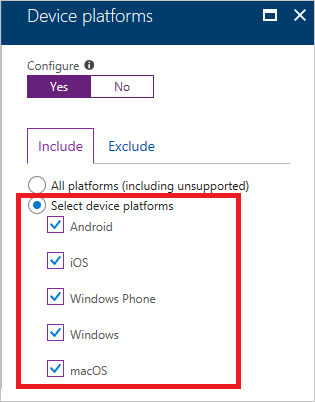 Device platforms
Configure
Yes No
Include Exclude
All platforms (including unsupported)
Select device platforms
Android
iOS
Windows Phone
Windows
macOS